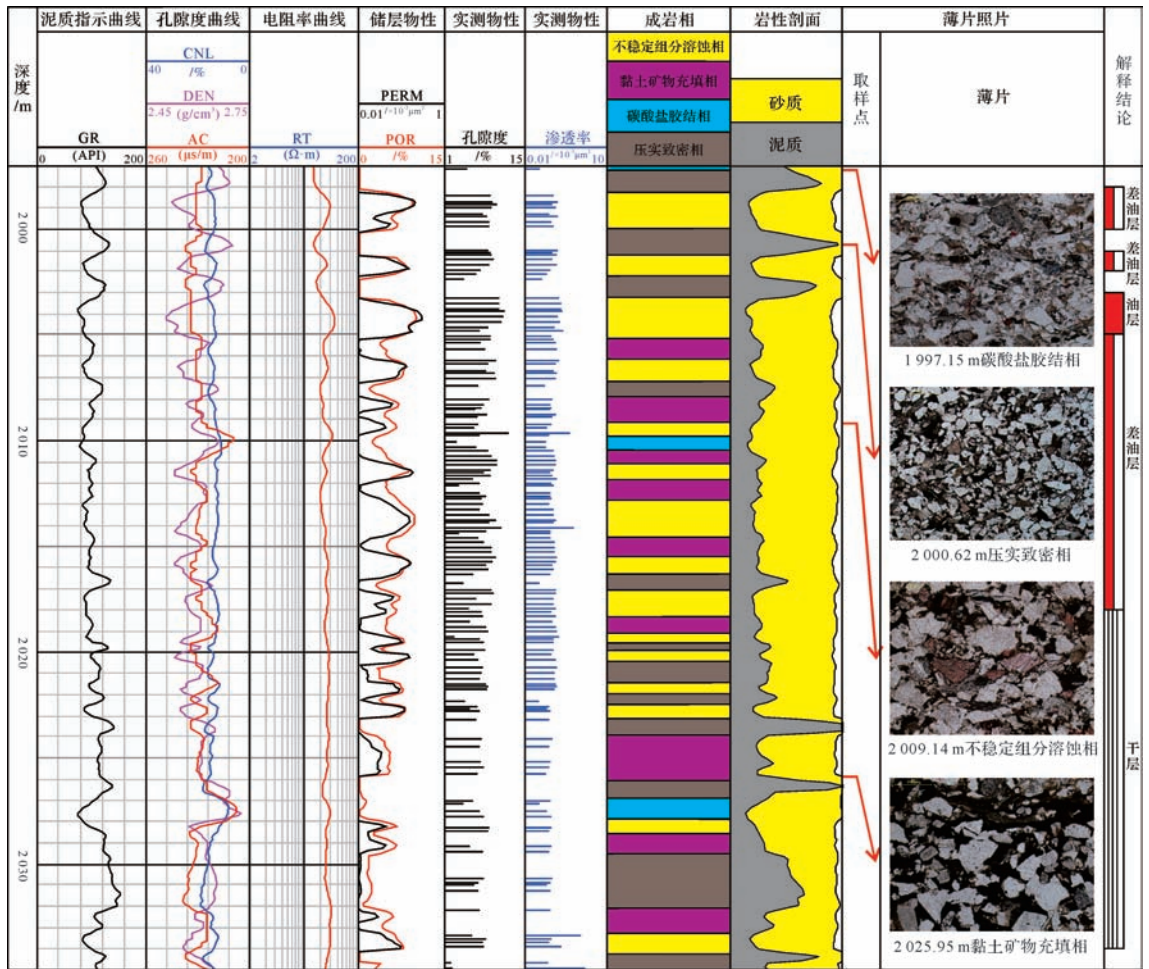 泥质指示曲线 孔隙度曲线 电阻率曲线 储层物性 实测物性 实测物性 成岩相 岩性剖面 薄片照片
深度/m
GR
(API)
0 200
CNL
40 /% 0
DEN
2.45 (g/cm³) 2.75
AC
260 (μs/m) 200
RT
2 (Ω·m) 200
PERM
0.01 /×10⁻³μm² 1
POR
0 /% 15
孔隙度
1 /% 15
渗透率
0.01 /×10⁻³μm² 10
不稳定组分溶蚀相
黏土矿物充填相
碳酸盐胶结相
压实致密相
砂质
泥质
取样点
薄片
解释结论
2 000
2 010
2 020
2 030
1 997.15 m碳酸盐胶结相
2 000.62 m压实致密相
2 009.14 m不稳定组分溶蚀相
2 025.95 m黏土矿物充填相
差油层
差油层
油层
差油层
干层